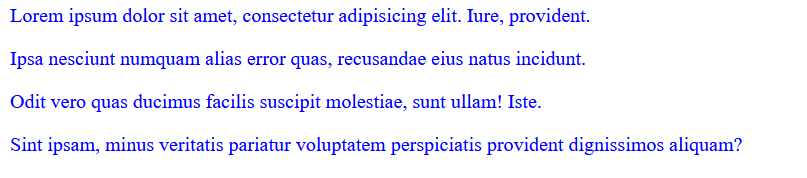 Lorem ipsum dolor sit amet, consectetur adipisicing elit. Iure, provident.
Ipsa nesciunt numquam alias error quas, recusandae eius natus incidunt.
Odit vero quas ducimus facilis suscipit molestiae, sunt ullam! Iste.
Sint ipsam, minus veritatis pariatur voluptatem perspiciatis provident dignissimos aliquam?